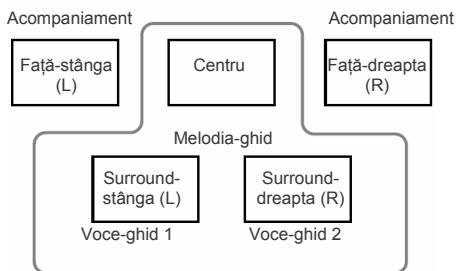 Acompaniament
Acompaniament
Față-stânga
(L)
Centru
Față-dreapta
(R)
Melodia-ghid
Surround-
stânga (L)
Surround-
dreapta (R)
Voce-ghid 1
Voce-ghid 2